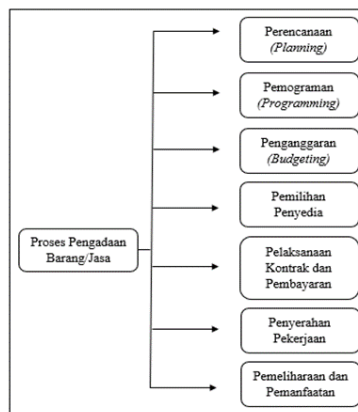 Perencanaan
(Planning)
Pemograman
(Programming)
Penganggaran
(Budgeting)
Pemilihan
Penyedia
Proses Pengadaan
Barang/Jasa
Pelaksanaan
Kontrak dan
Pembayaran
Penyerahan
Pekerjaan
Pemeliharaan dan
Pemanfaatan